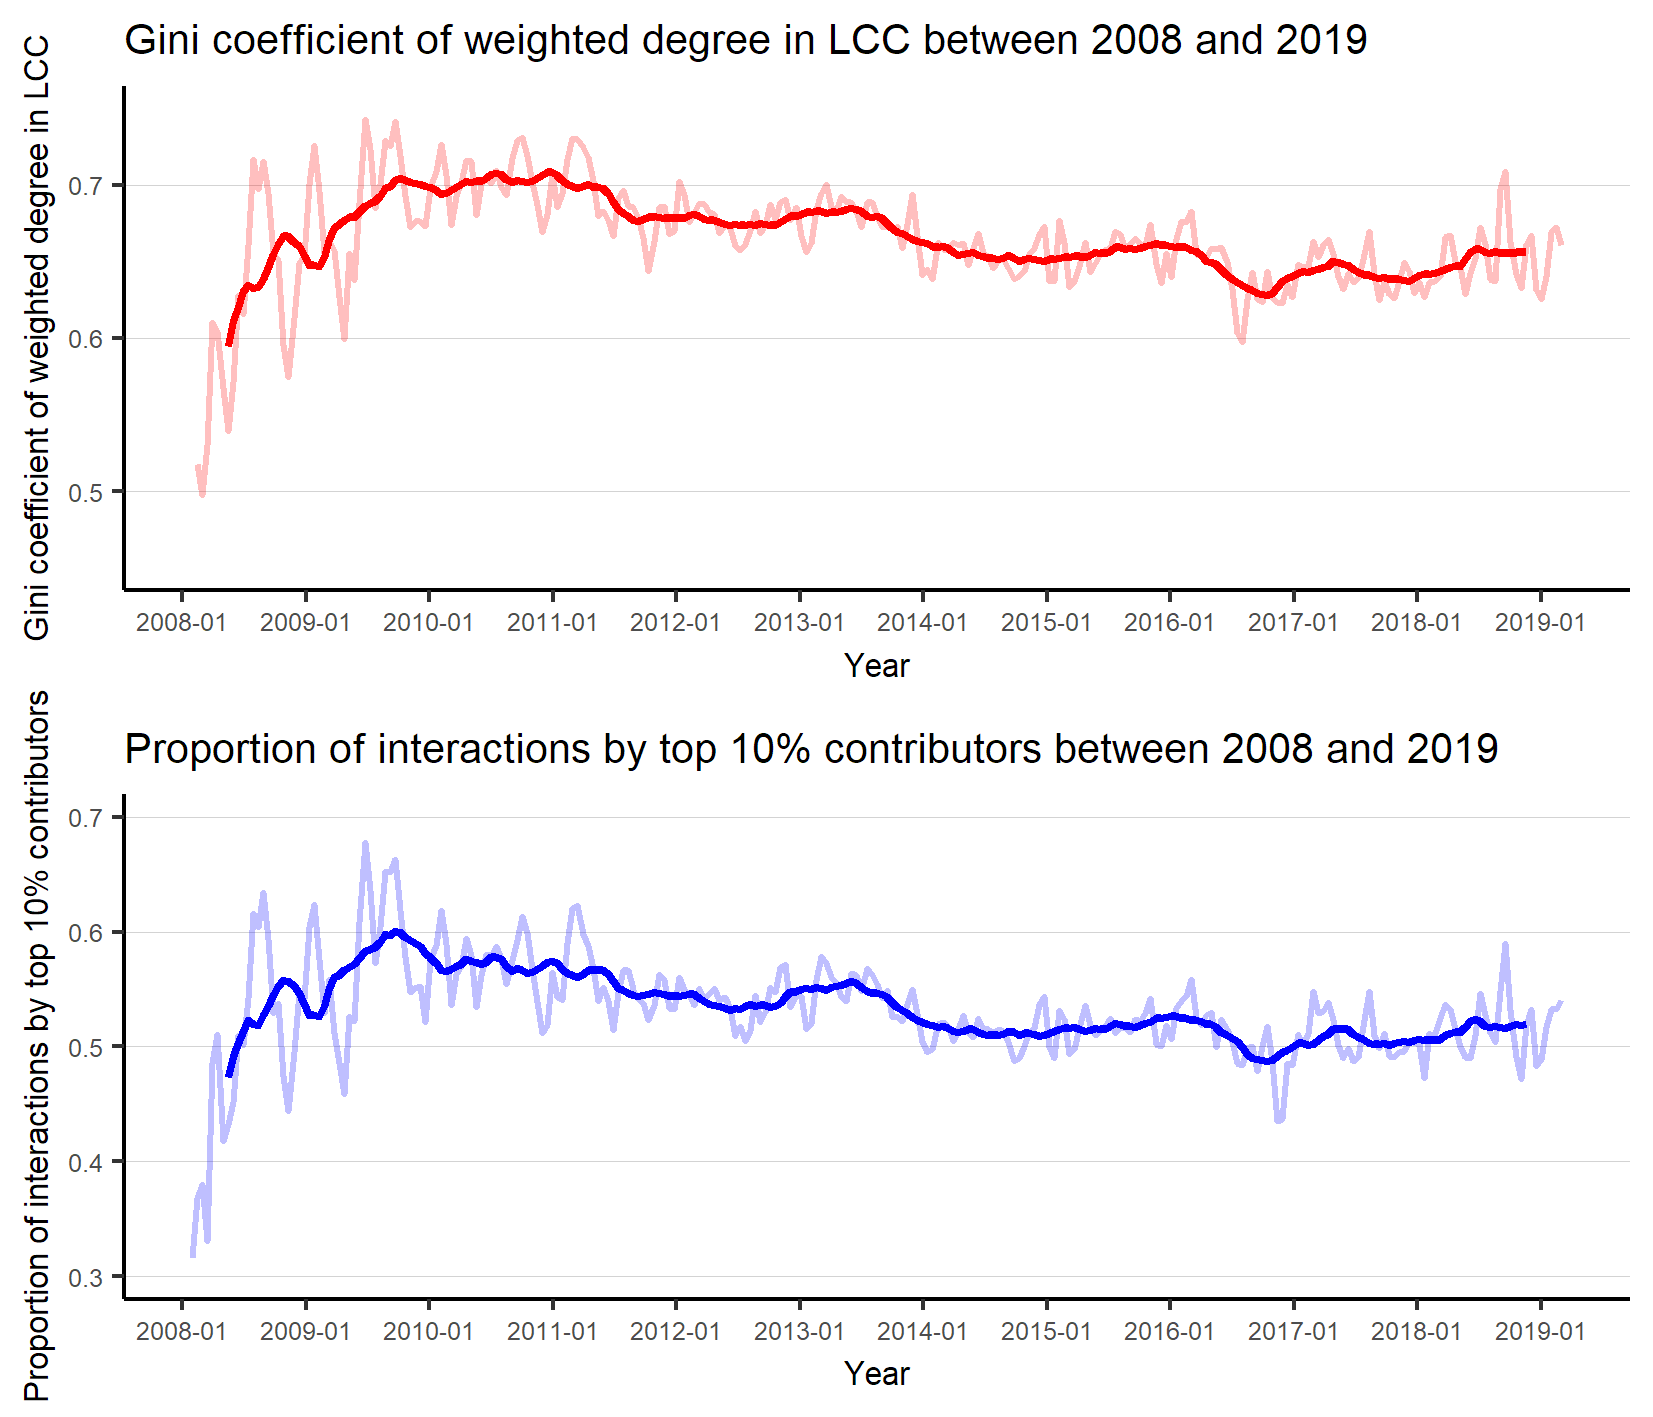 Gini coefficient of weighted degree in LCC between 2008 and 2019
Gini coefficient of weighted degree in LCC
0.7
0.6
0.5
2008-01 2009-01 2010-01 2011-01 2012-01 2013-01 2014-01 2015-01 2016-01 2017-01 2018-01 2019-01
Year
Proportion of interactions by top 10% contributors between 2008 and 2019
Proportion of interactions by top 10% contributors
0.7
0.6
0.5
0.4
0.3
2008-01 2009-01 2010-01 2011-01 2012-01 2013-01 2014-01 2015-01 2016-01 2017-01 2018-01 2019-01
Year